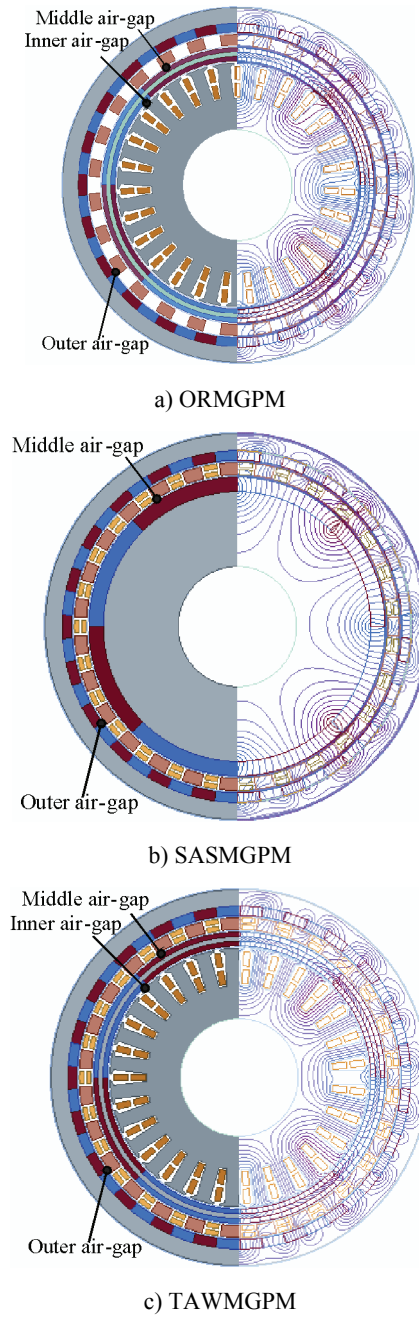 Middle air-gap
Inner air-gap
Outer air-gap
a) ORMGPM
Middle air-gap
Outer air-gap
b) SASMGPM
Middle air-gap
Inner air-gap
Outer air-gap
c) TAWMGPM